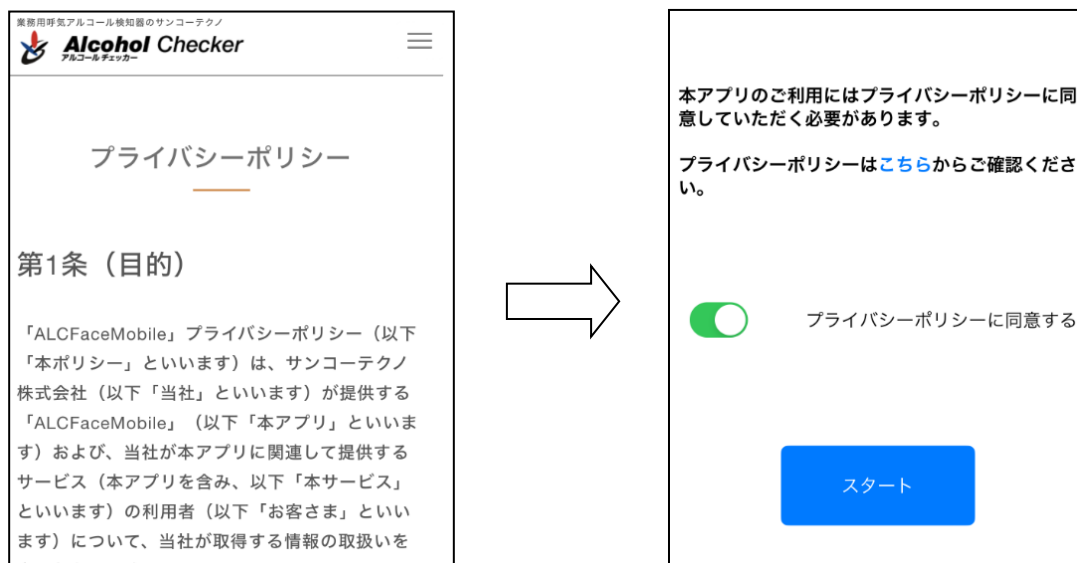 業務用呼気アルコール検知器のサンコーテクノ
Alcohol Checker
アルコールチェッカー
プライバシーポリシー
第1条（目的）
「ALCFaceMobile」プライバシーポリシー（以下
「本ポリシー」といいます）は、サンコーテクノ
株式会社（以下「当社」といいます）が提供する
「ALCFaceMobile」（以下「本アプリ」といいま
す）および、当社が本アプリに関連して提供する
サービス（本アプリを含み、以下「本サービス」
といいます）の利用者（以下「お客さま」といい
ます）について、当社が取得する情報の取扱いを
本アプリのご利用にはプライバシーポリシーに同
意していただく必要があります。
プライバシーポリシーはこちらからご確認くださ
い。
プライバシーポリシーに同意する
スタート